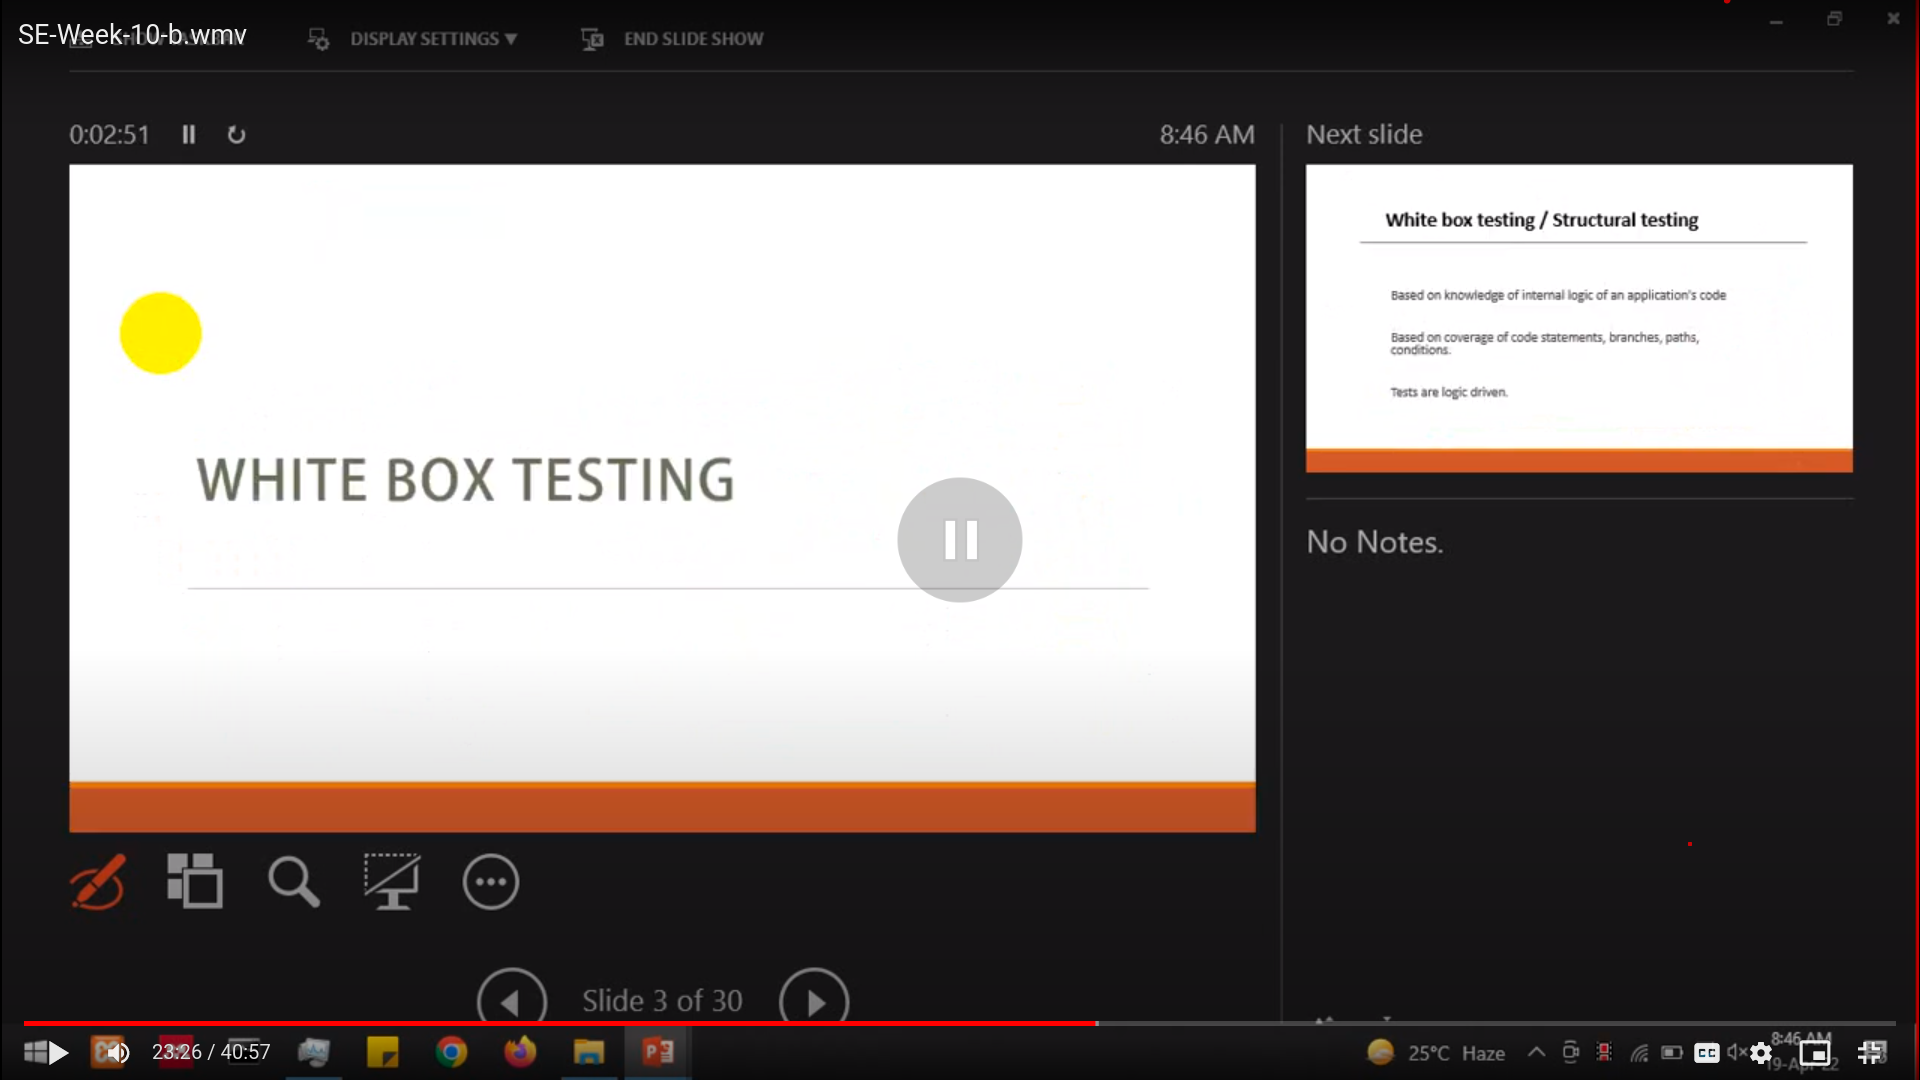 SE-Week-10-b.wmv
DISPLAY SETTINGS ▼
END SLIDE SHOW
0:02:51
8:46 AM
Next slide
WHITE BOX TESTING
White box testing / Structural testing
Based on knowledge of internal logic of an application's code
Based on coverage of code statements, branches, paths,
conditions.
Tests are logic driven.
No Notes.
Slide 3 of 30
23:26 / 40:57
25°C Haze
CC
8:46 AM
19-Apr-22